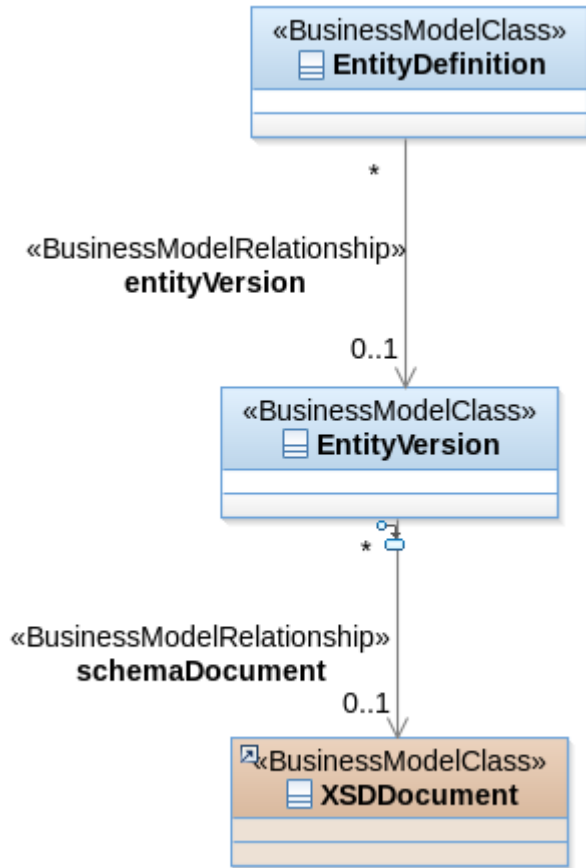 «BusinessModelClass»
EntityDefinition
*
«BusinessModelRelationship»
entityVersion
0..1
«BusinessModelClass»
EntityVersion
*
«BusinessModelRelationship»
schemaDocument
0..1
«BusinessModelClass»
XSDDocument